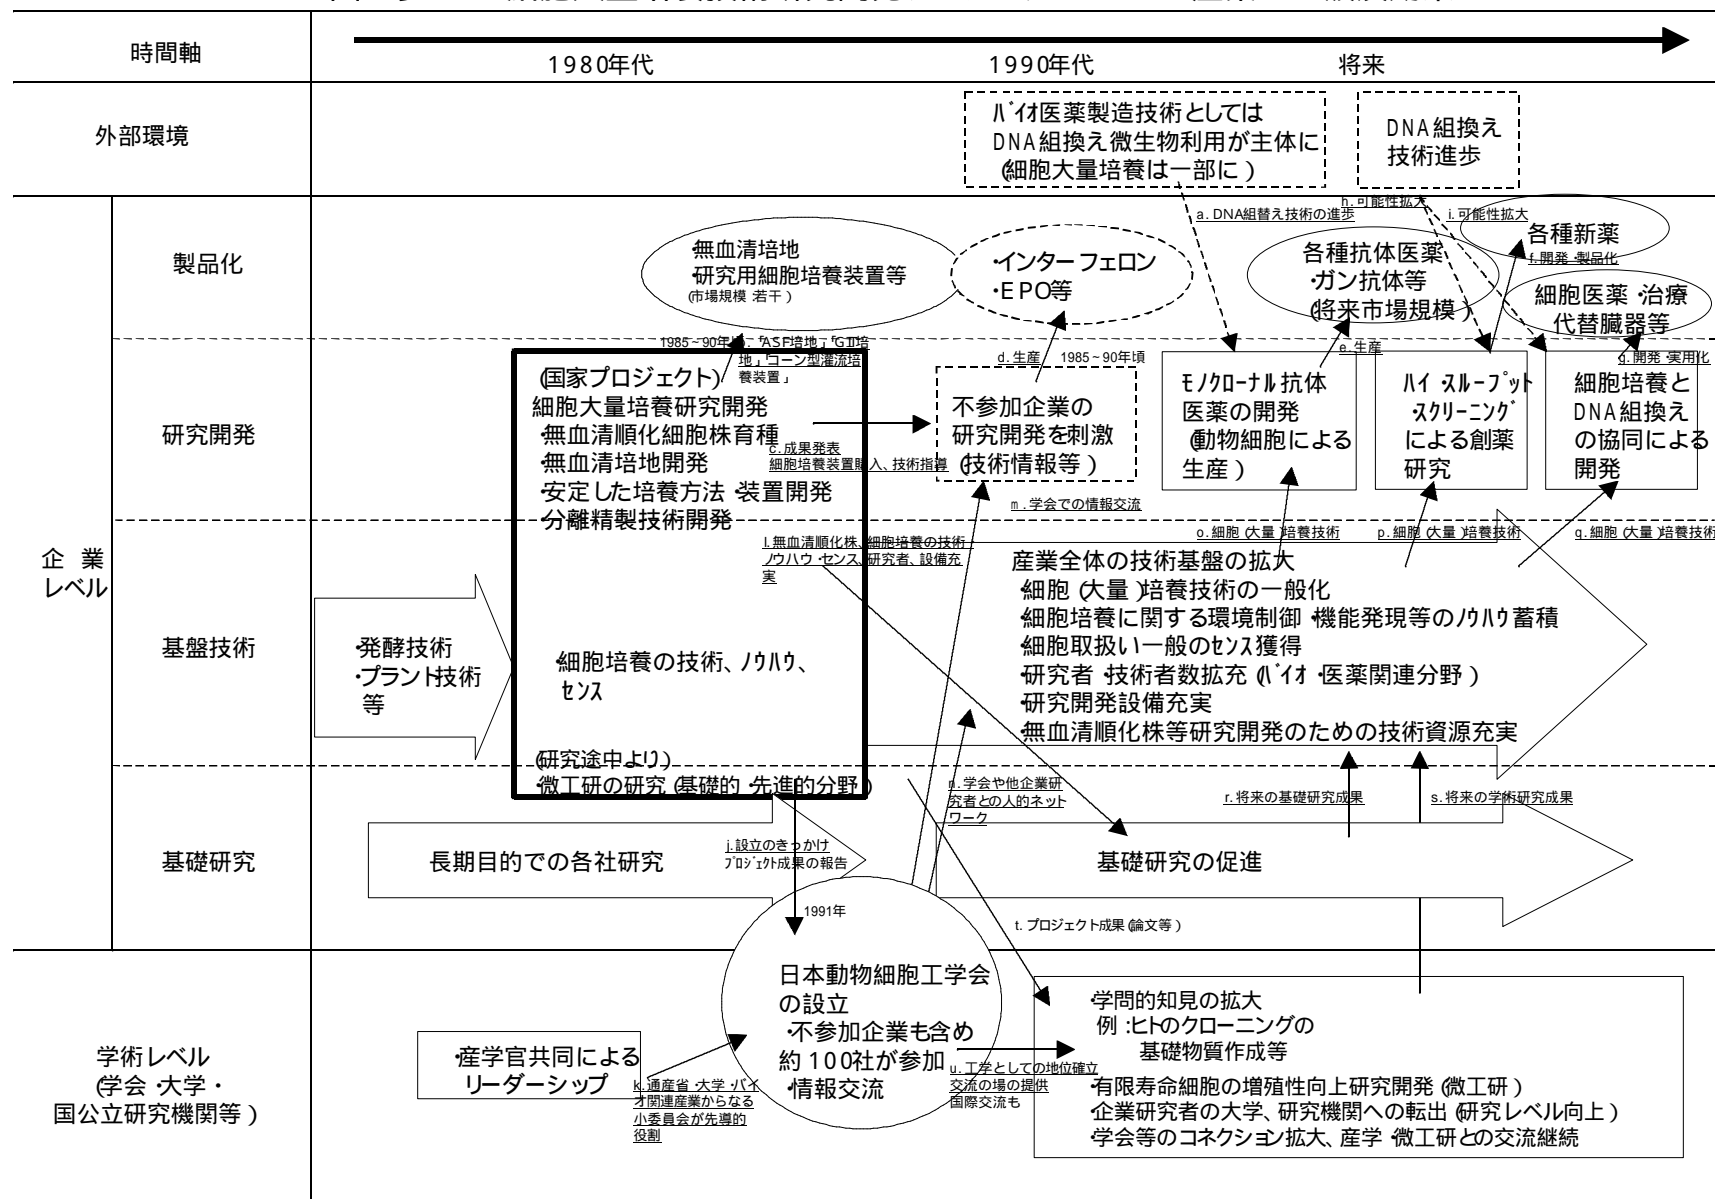 時間軸
1980年代
1990年代
将来
外部環境
バイオ医薬製造技術としては
DNA組換え微生物利用が主体に
(細胞大量培養は一部に)
DNA組換え
技術進歩
a. DNA組替え技術の進歩
h. 可能性拡大
i. 可能性拡大
企 業
レベル
製品化
・無血清培地
・研究用細胞培養装置等
(市場規模:若干)
・インターフェロン
・EPO等
各種抗体医薬
・ガン抗体等
(将来市場規模)
各種新薬
f. 開発・製品化
細胞医薬・治療
代替臓器等
1985~90年頃
「ASF培地」「GIT培
地」「コーン型灌流培
養装置」
d. 生産
1985~90年頃
e. 生産
g. 開発・実用化
研究開発
(国家プロジェクト)
細胞大量培養研究開発
・無血清順化細胞株育種
・無血清培地開発
・安定した培養方法・装置開発
・分離精製技術開発
c. 成果発表
細胞培養装置購入、技術指導
不参加企業の
研究開発を刺激
(技術情報等)
モノクローナル抗体
医薬の開発
(動物細胞による
生産)
ハイ・スループット
・スクリーニング
による創薬
研究
細胞培養と
DNA組換え
の協同による
開発
m. 学会での情報交流
o. 細胞(大量)培養技術
p. 細胞(大量)培養技術
q. 細胞(大量)培養技術
l. 無血清順化株、細胞培養の技術・
ノウハウ・センス、研究者、設備充
実
基盤技術
・発酵技術
・プラント技術
等
・細胞培養の技術、ノウハウ、
センス
(研究途中より)
・微工研の研究(基礎的・先進的分野)
産業全体の技術基盤の拡大
・細胞(大量)培養技術の一般化
・細胞培養に関する環境制御・機能発現等のノウハウ蓄積
・細胞取扱い一般のセンス獲得
・研究者・技術者数拡充(バイオ・医薬関連分野)
・研究開発設備充実
・無血清順化株等研究開発のための技術資源充実
n. 学会や他企業研
究者との人的ネット
ワーク
r. 将来の基礎研究成果
s. 将来の学術研究成果
基礎研究
長期目的での各社研究
j. 設立のきっかけ
プロジェクト成果の報告
基礎研究の促進
1991年
t. プロジェクト成果(論文等)
学術レベル
(学会・大学・
国公立研究機関等)
・産学官共同による
リーダーシップ
k. 通産省・大学・バイ
オ関連産業からなる
小委員会が先導的
役割
日本動物細胞工学会
の設立
・不参加企業も含め
約100社が参加
・情報交流
u. 工学としての地位確立
交流の場の提供
国際交流も
・学問的知見の拡大
例:ヒトのクローニングの
基礎物質作成等
・有限寿命細胞の増殖性向上研究開発(微工研)
・企業研究者の大学、研究機関への転出(研究レベル向上)
・学会等のコネクション拡大、産学・微工研との交流継続